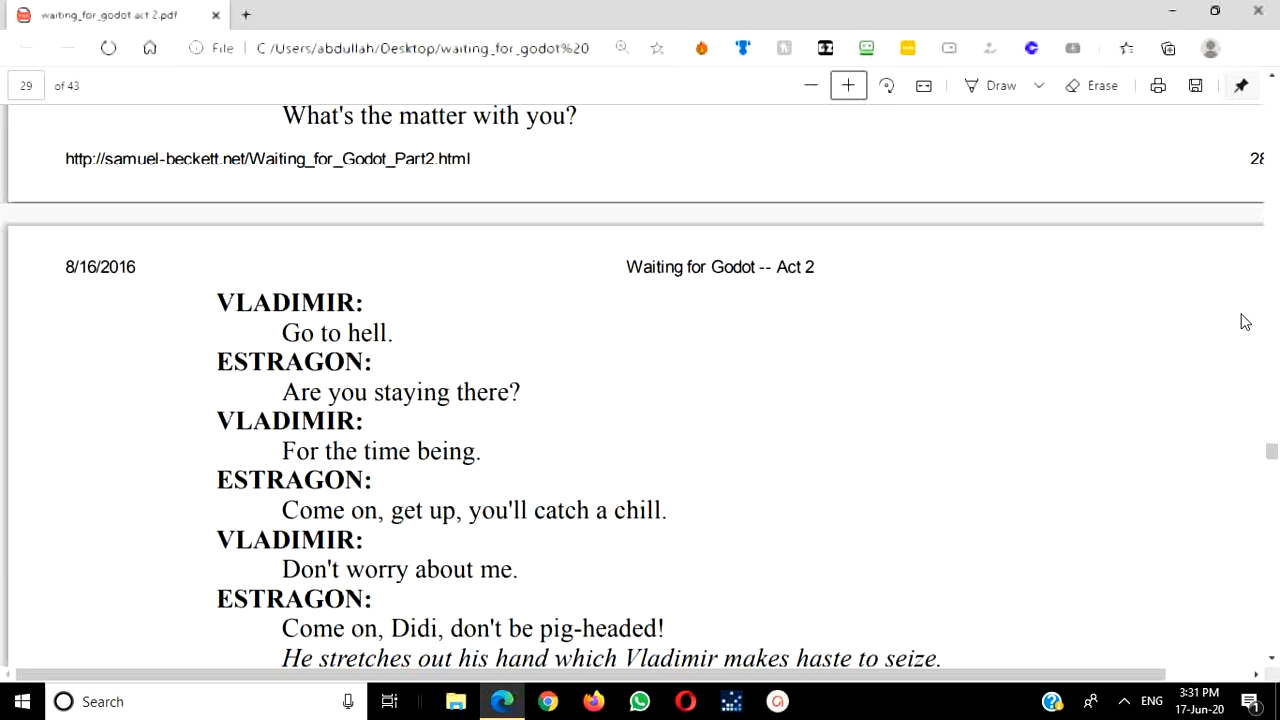 waiting_for_godot act 2.pdf
File C:/Users/abdullah/Desktop/waiting_for_godot%20
29 of 43 Draw Erase
What's the matter with you?
http://samuel-beckett.net/Waiting_for_Godot_Part2.html 28
8/16/2016 Waiting for Godot -- Act 2
VLADIMIR:
Go to hell.
ESTRAGON:
Are you staying there?
VLADIMIR:
For the time being.
ESTRAGON:
Come on, get up, you'll catch a chill.
VLADIMIR:
Don't worry about me.
ESTRAGON:
Come on, Didi, don't be pig-headed!
He stretches out his hand which Vladimir makes haste to seize.
Search ENG 3:31 PM
17-Jun-20